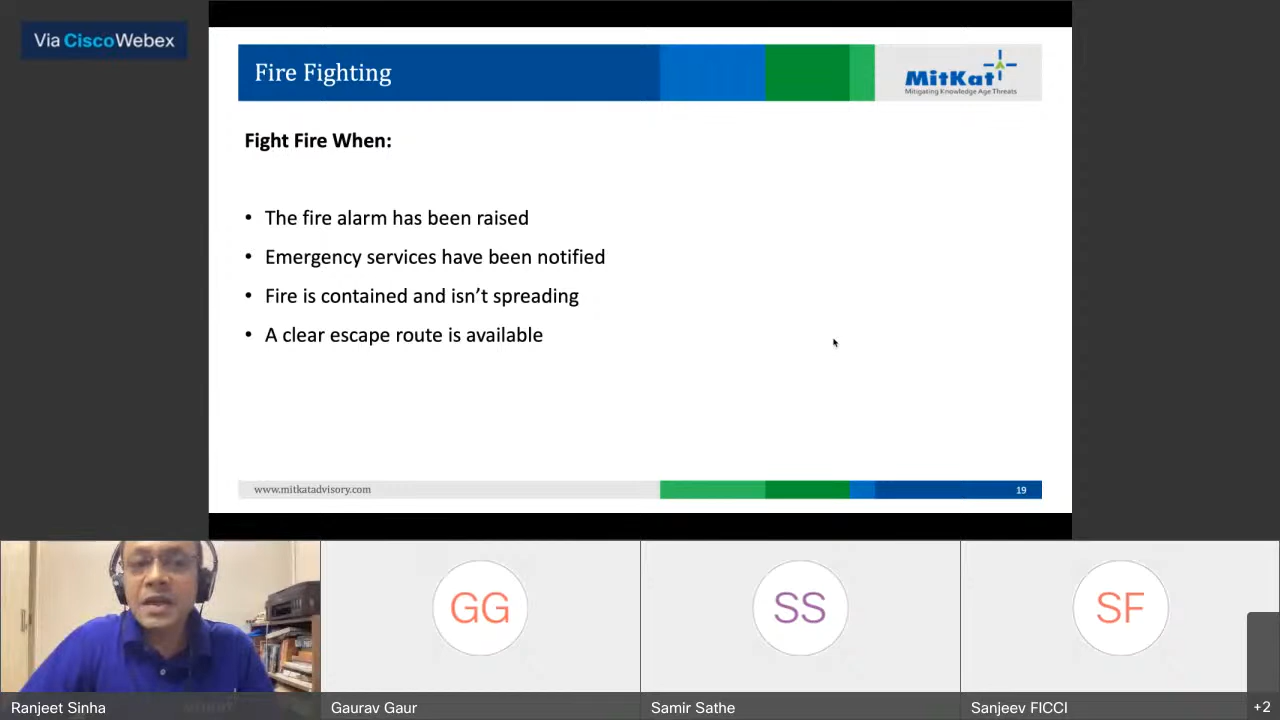 Via Cisco Webex
Fire Fighting
MitKat
Mitigating Knowledge Age Threats
Fight Fire When:
• The fire alarm has been raised
• Emergency services have been notified
• Fire is contained and isn't spreading
• A clear escape route is available
www.mitkatadvisory.com
19
GG
SS
SF
Ranjeet Sinha
Gaurav Gaur
Samir Sathe
Sanjeev FICCI
+2